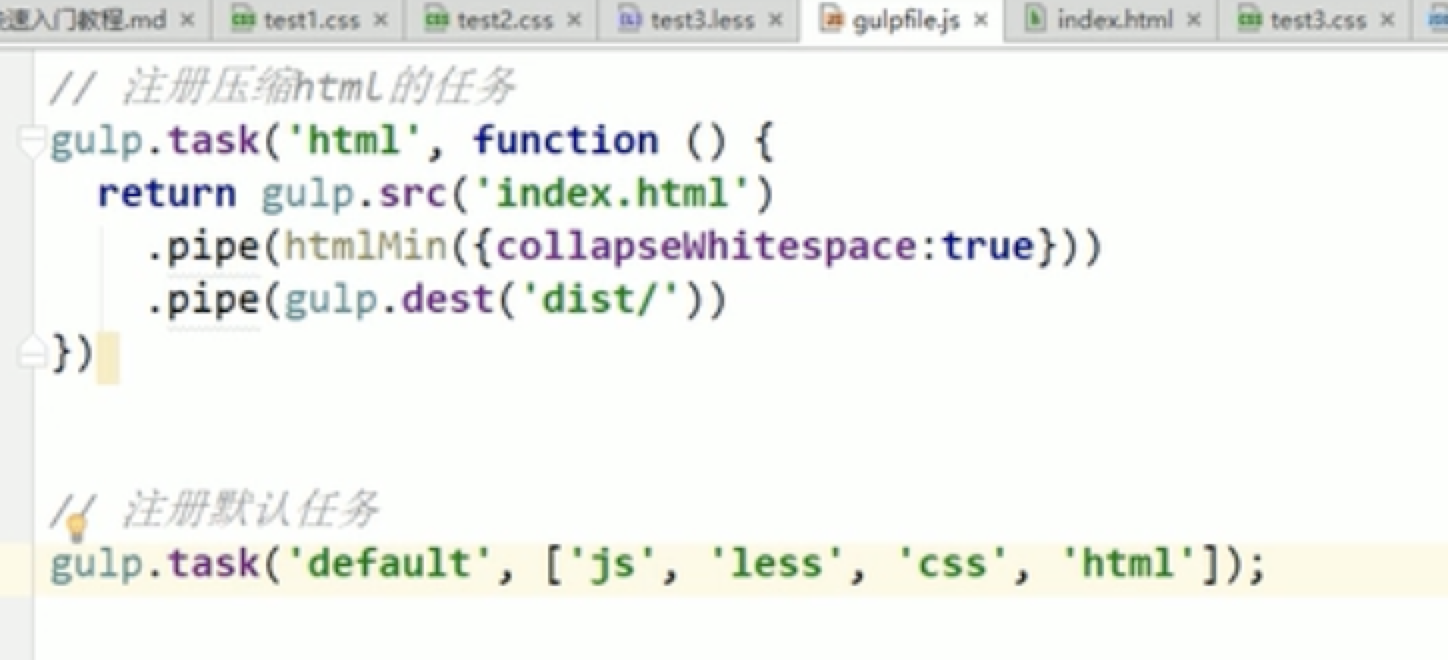 速入门教程.md test1.css test2.css test3.less gulpfile.js index.html test3.css
// 注册压缩html的任务
gulp.task('html', function () {
return gulp.src('index.html')
.pipe(htmlMin({collapseWhitespace:true}))
.pipe(gulp.dest('dist/'))
})
// 注册默认任务
gulp.task('default', ['js', 'less', 'css', 'html']);